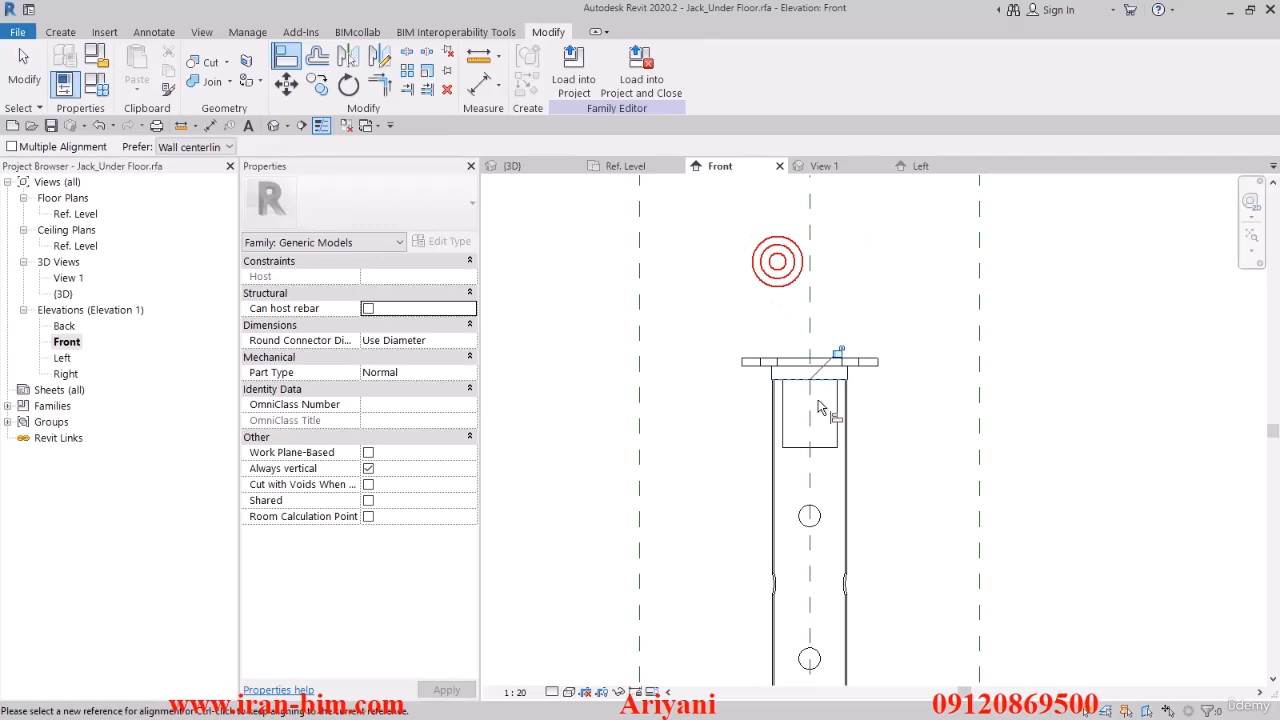 Autodesk Revit 2020.2 - Jack_Under Floor.rfa - Elevation: Front
Sign In
File Create Insert Annotate View Manage Add-Ins BIMcollab BIM Interoperability Tools Modify
Modify
Paste
Cut
Join
Load into Project
Load into Project and Close
Select Properties Clipboard Geometry Modify Measure Create Family Editor
Multiple Alignment Prefer: Wall centerlin
Project Browser - Jack_Under Floor.rfa
Properties
{3D}
Ref. Level
Front
View 1
Left
Views (all)
Floor Plans
Ref. Level
Ceiling Plans
Ref. Level
3D Views
View 1
{3D}
Elevations (Elevation 1)
Back
Front
Left
Right
Sheets (all)
Families
Groups
Revit Links
Family: Generic Models
Edit Type
Constraints
Host
Structural
Can host rebar
Dimensions
Round Connector Di... Use Diameter
Mechanical
Part Type Normal
Identity Data
OmniClass Number
OmniClass Title
Other
Work Plane-Based
Always vertical
Cut with Voids When ...
Shared
Room Calculation Point
Properties help
Apply
2D
1 : 20
www.iran-bim.com Ariyani 09120869500
Please select a new reference for alignment or Ctrl-Click to keep aligning to the current reference.
:0
Udemy